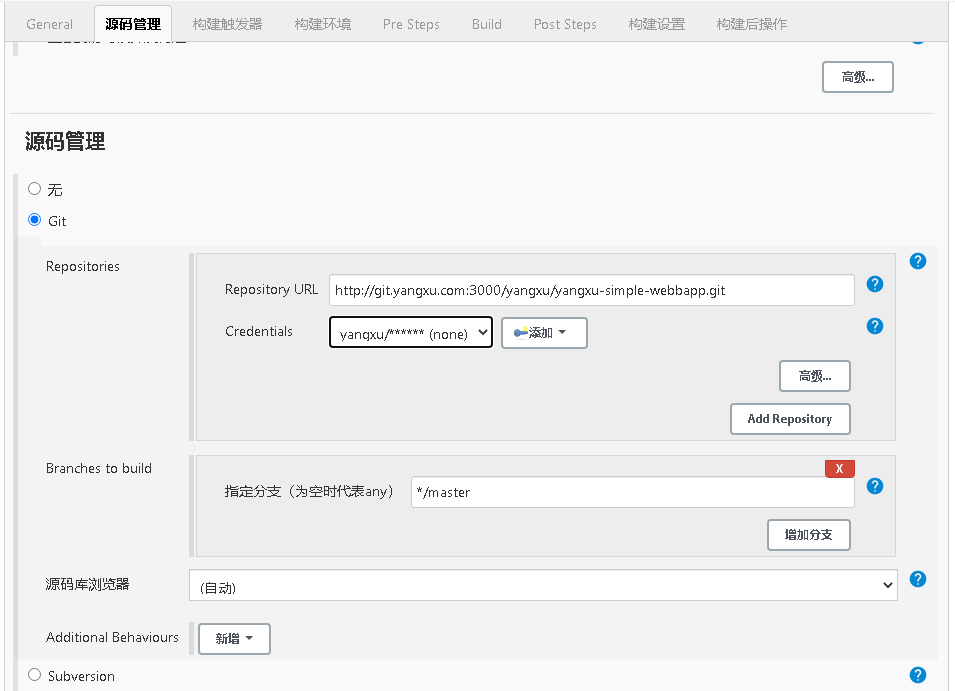 General 源码管理 构建触发器 构建环境 Pre Steps Build Post Steps 构建设置 构建后操作
高级...
源码管理
无
Git
Repositories
Repository URL http://git.yangxu.com:3000/yangxu/yangxu-simple-webbapp.git
Credentials yangxu/****** (none) 添加
高级...
Add Repository
Branches to build
X
指定分支（为空时代表any） */master
增加分支
源码库浏览器 (自动)
Additional Behaviours 新增
Subversion